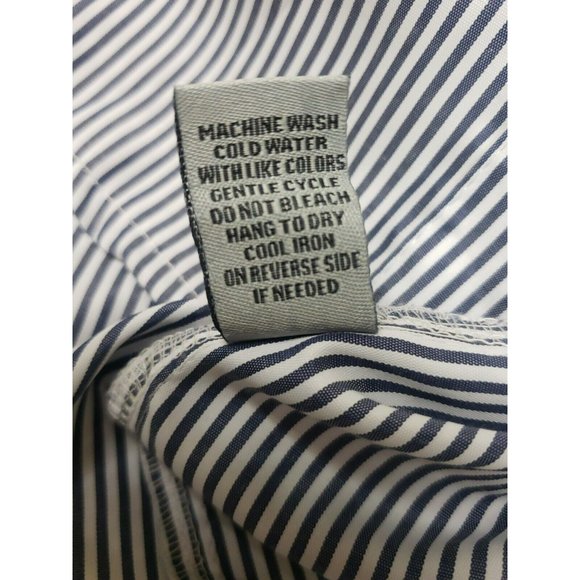 MACHINE WASH
COLD WATER
WITH LIKE COLORS
GENTLE CYCLE
DO NOT BLEACH
HANG TO DRY
COOL IRON
ON REVERSE SIDE
IF NEEDED